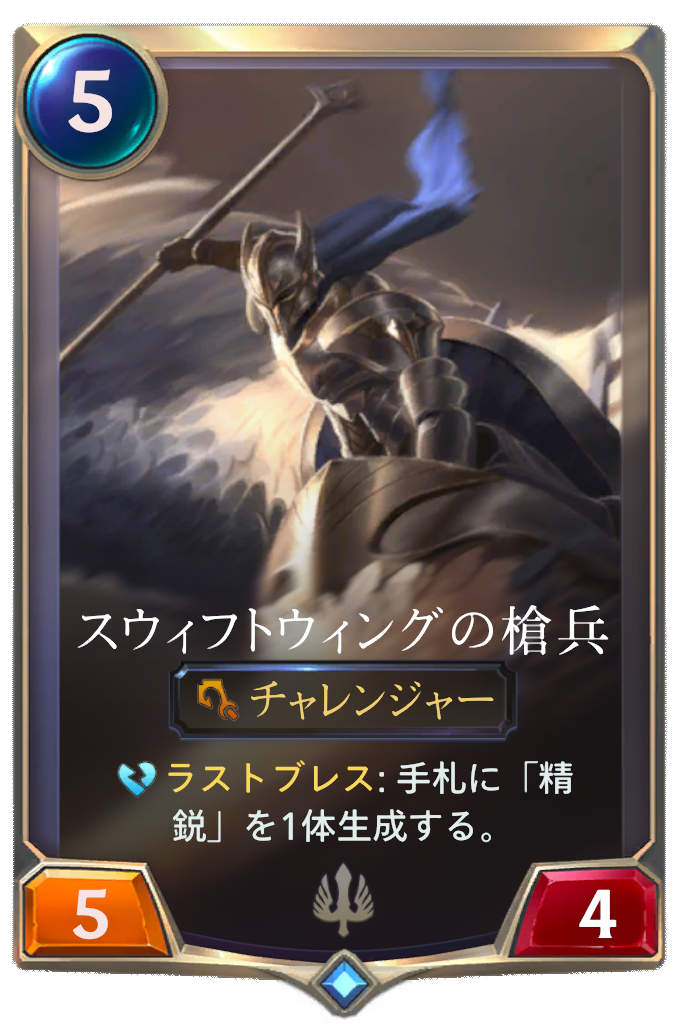 5
スウィフトウィングの槍兵
チャレンジャー
ラストブレス: 手札に「精
鋭」を1体生成する。
5
4